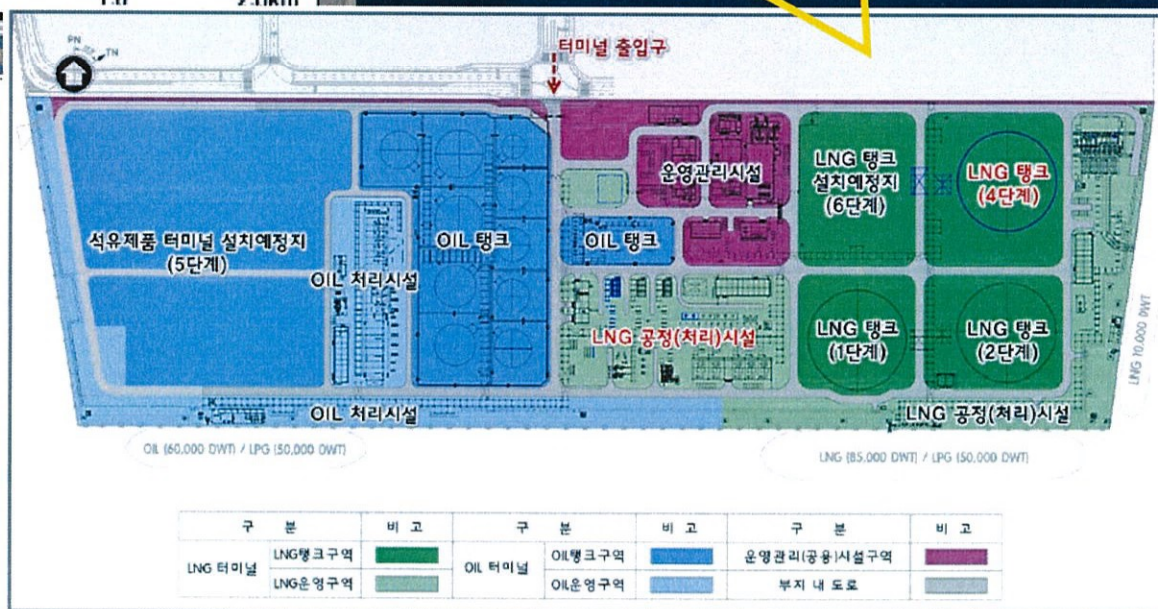 1.0 2.0km
PN
TN
터미널 출입구
운영관리시설
LNG 탱크
설치예정지
(6단계)
LNG 탱크
(4단계)
석유제품 터미널 설치예정지
(5단계)
OIL 처리시설
OIL 탱크
OIL 탱크
LNG 공정(처리)시설
LNG 탱크
(1단계)
LNG 탱크
(2단계)
LNG 10,000 DWT
OIL 처리시설
LNG 공정(처리)시설
OIL (60,000 DWT) / LPG (50,000 DWT)
LNG (85,000 DWT) / LPG (50,000 DWT)
구 분 비 고 구 분 비 고 구 분 비 고
LNG 터미널 LNG탱크구역 OIL 터미널 OIL탱크구역 운영관리(공용)시설구역
LNG운영구역 OIL운영구역 부지 내 도로